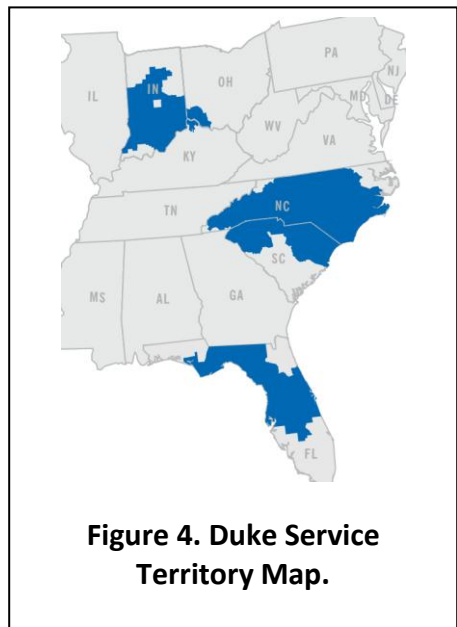 PA
NJ
OH
IN
IL
MD
DE
WV
VA
KY
NC
TN
SC
MS
AL
GA
FL
Figure 4. Duke Service
Territory Map.